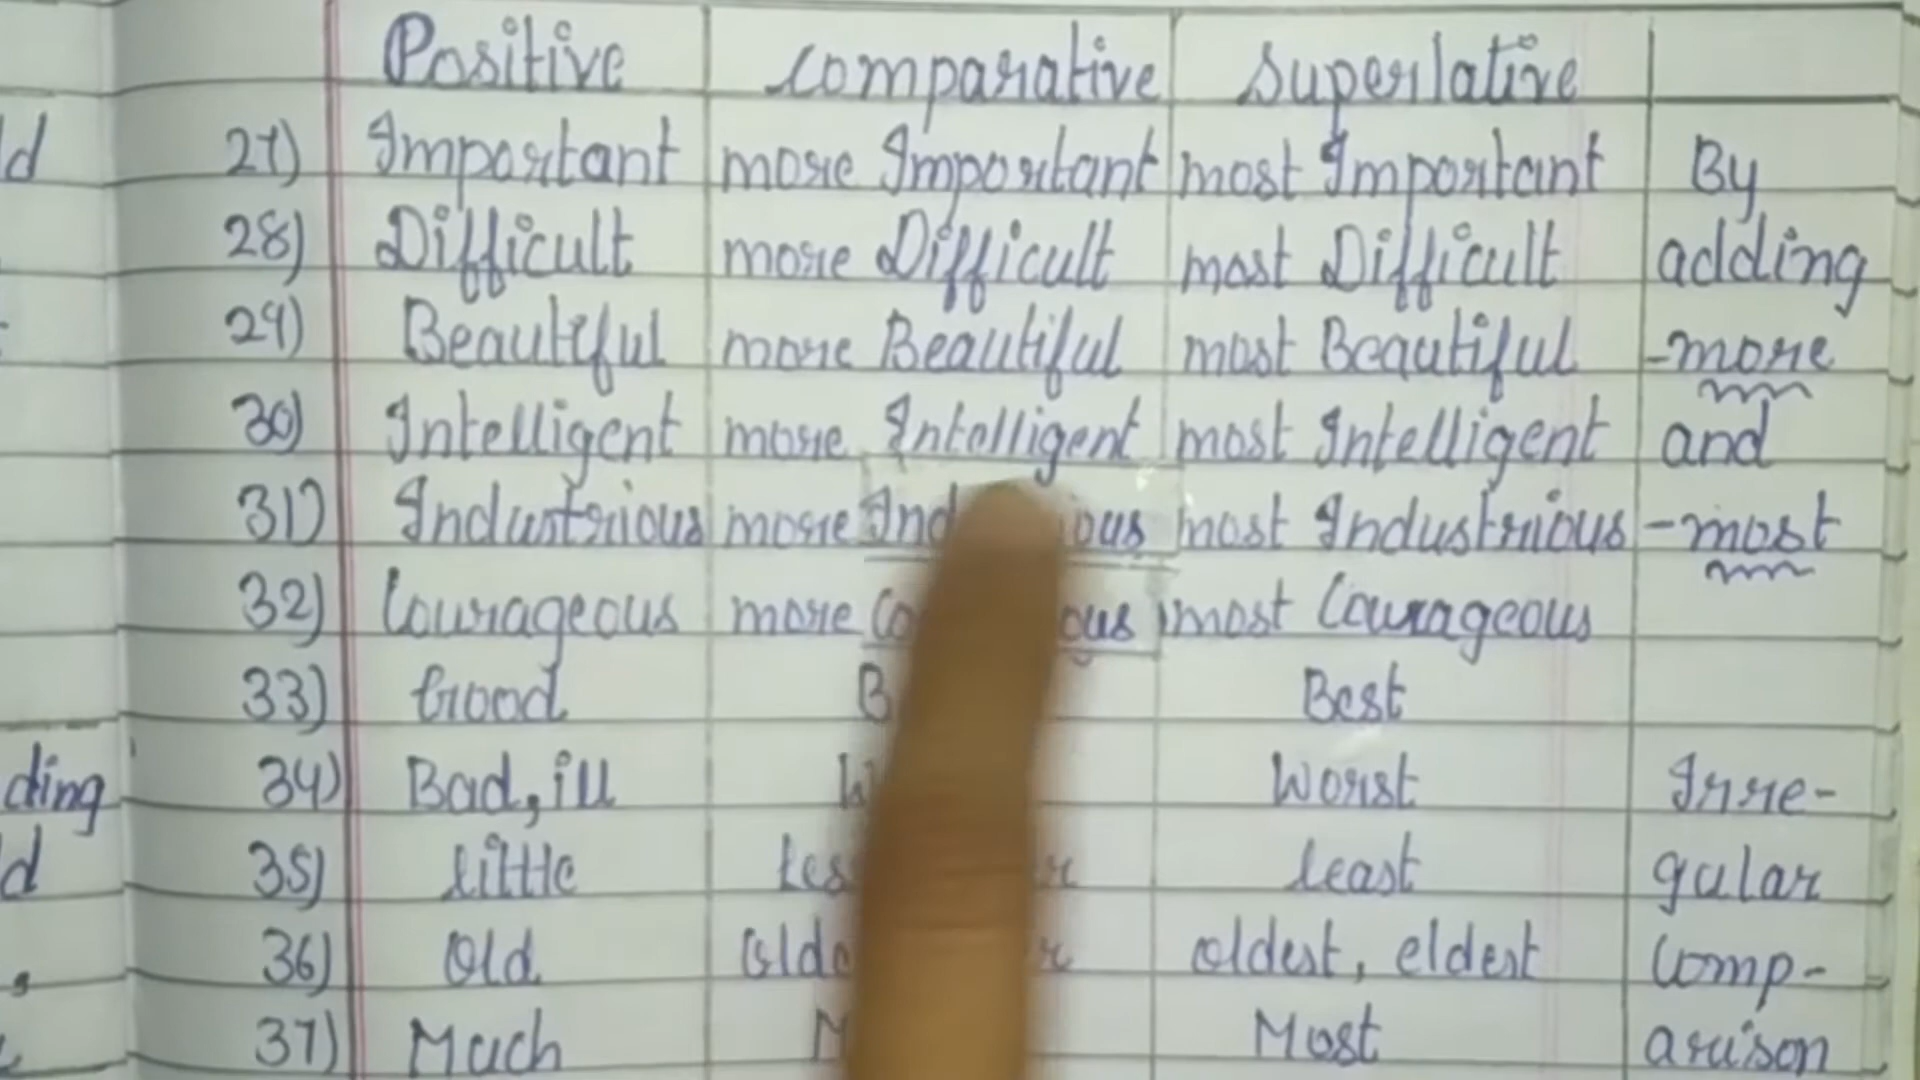 Positive comparative superlative
d 27) Important more Important most Important By
28) Difficult more Difficult most Difficult adding
29) Beautiful more Beautiful most Beautiful -more
30) Intelligent more Intelligent most Intelligent and
31) Industrious more most Industrious -most
32) Courageous more most Courageous
33) Good Best
ding 34) Bad, ill Worst Irre-
d 35) little least gular
36) Old oldest, eldest Comp-
37) Much Most arison